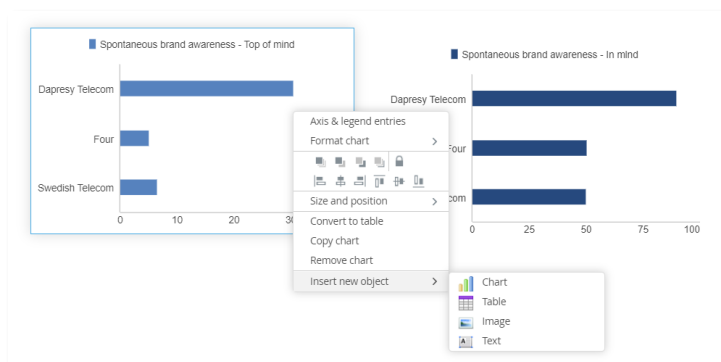 Spontaneous brand awareness - Top of mind
Dapresy Telecom
Four
Swedish Telecom
0 10 20 30
Spontaneous brand awareness - In mind
Dapresy Telecom
Four
com
0 25 50 75 100
Axis & legend entries
Format chart
Size and position
Convert to table
Copy chart
Remove chart
Insert new object
Chart
Table
Image
Text